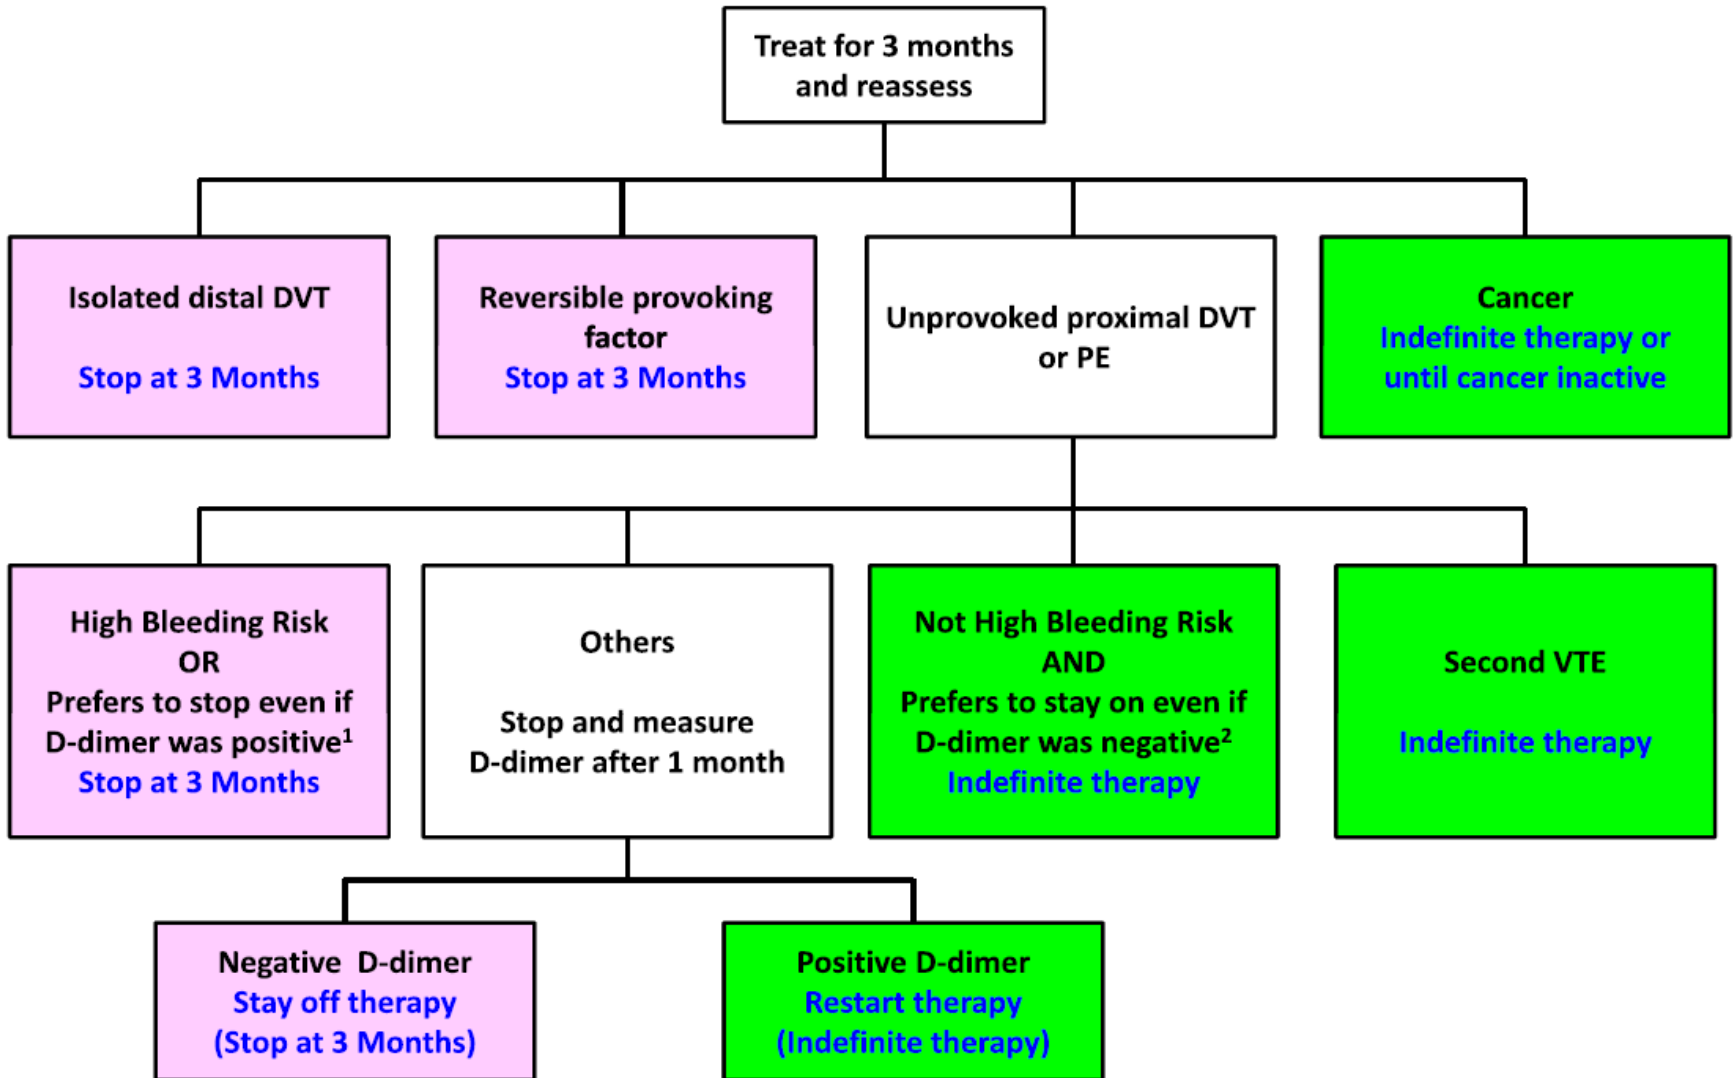 Treat for 3 months
and reassess
Isolated distal DVT
Stop at 3 Months
Reversible provoking
factor
Stop at 3 Months
Unprovoked proximal DVT
or PE
Cancer
Indefinite therapy or
until cancer inactive
High Bleeding Risk
OR
Prefers to stop even if
D-dimer was positive¹
Stop at 3 Months
Others
Stop and measure
D-dimer after 1 month
Not High Bleeding Risk
AND
Prefers to stay on even if
D-dimer was negative²
Indefinite therapy
Second VTE
Indefinite therapy
Negative D-dimer
Stay off therapy
(Stop at 3 Months)
Positive D-dimer
Restart therapy
(Indefinite therapy)